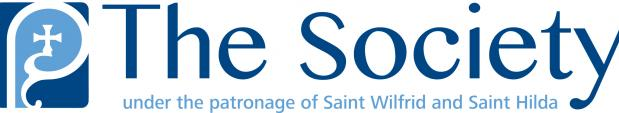 The Society
under the patronage of Saint Wilfrid and Saint Hilda